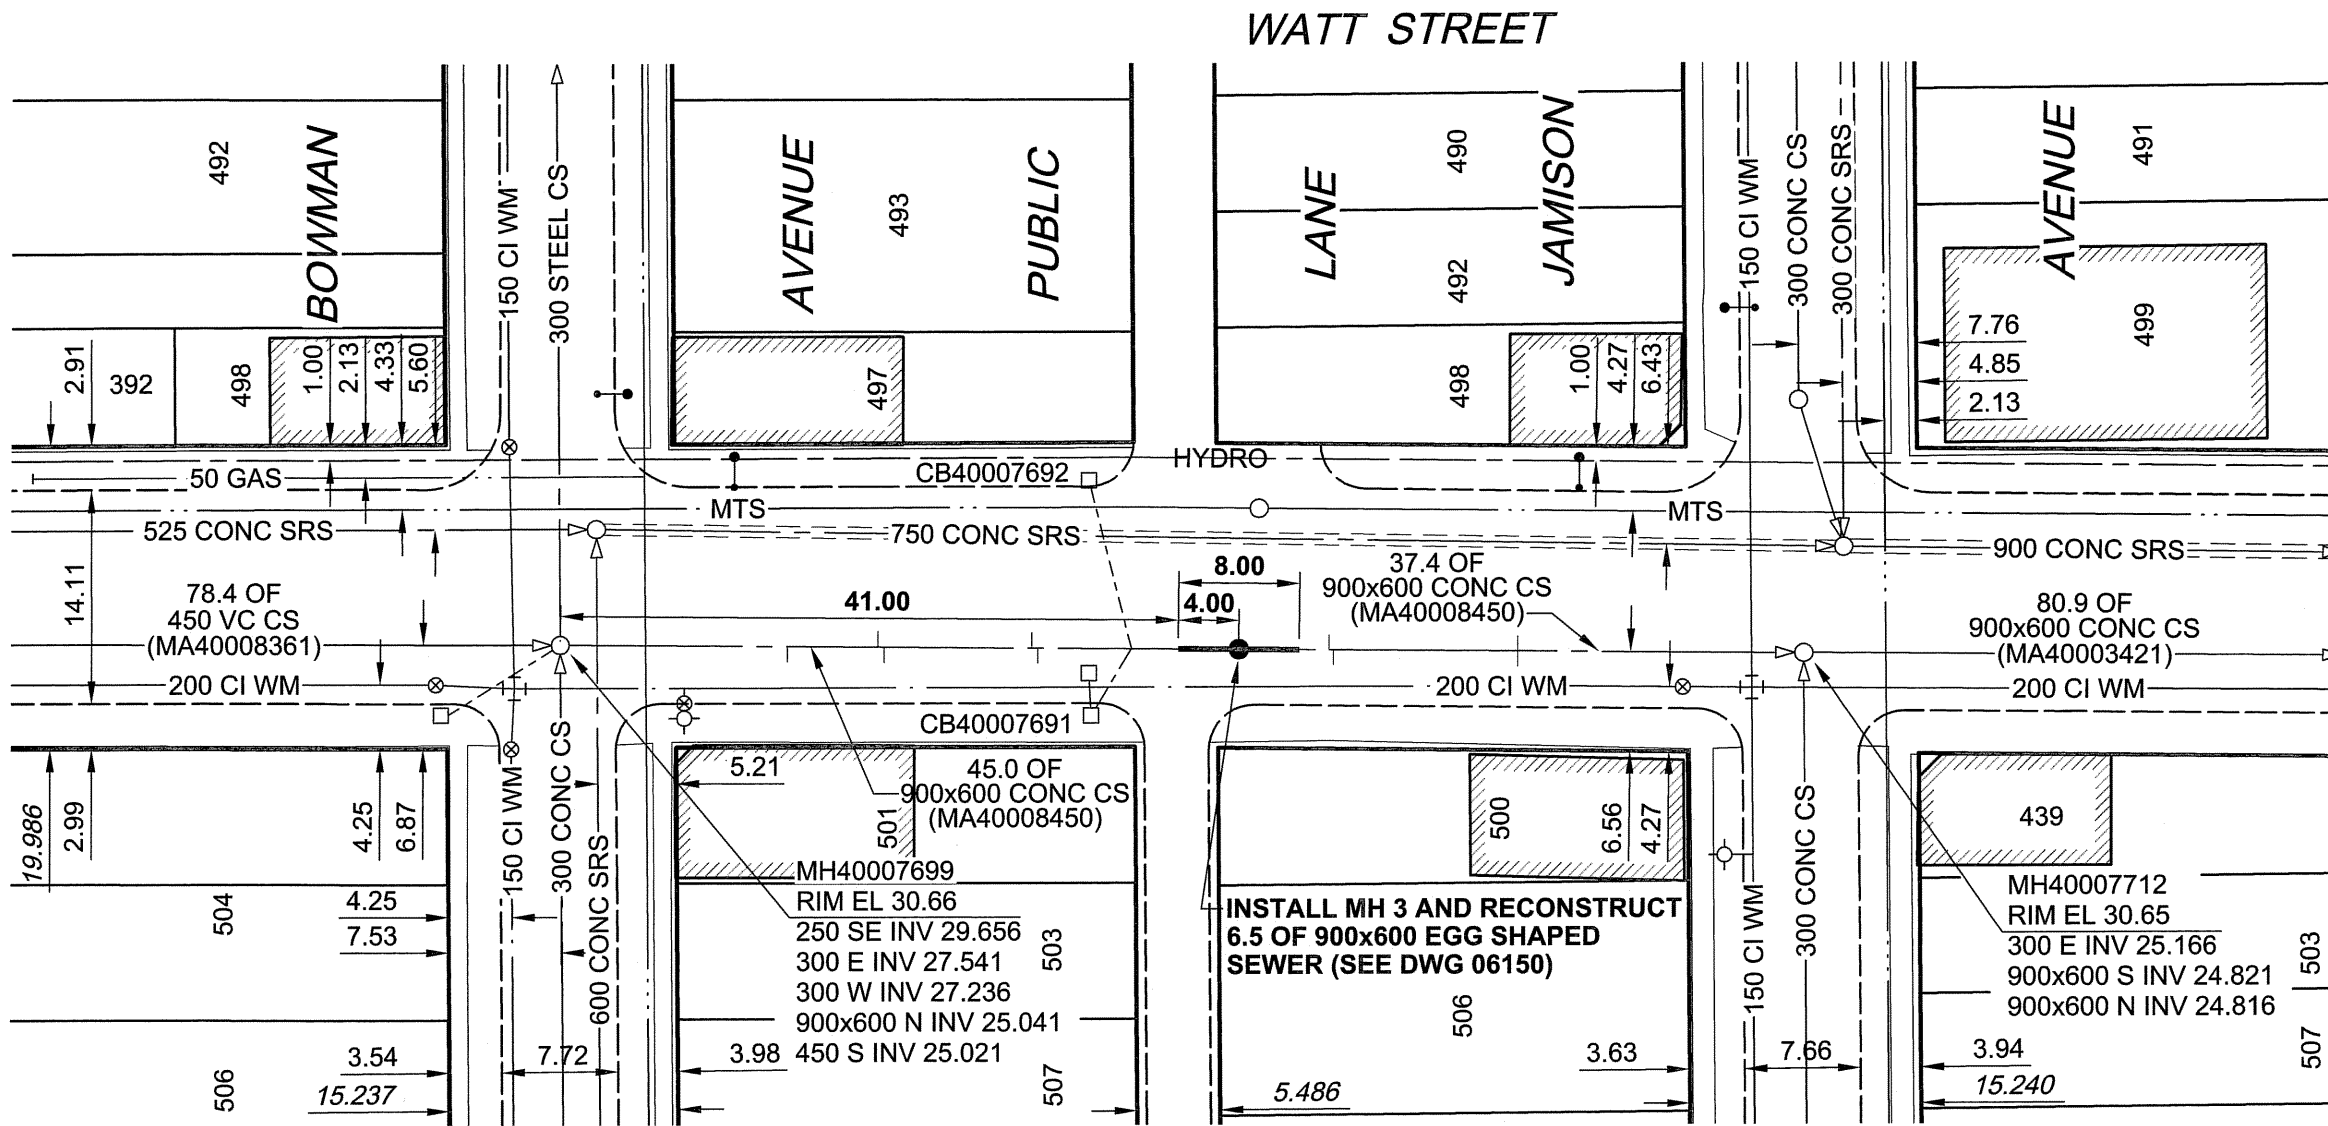 WATT STREET
BOWMAN
AVENUE
PUBLIC
LANE
JAMISON
AVENUE
492
493
490
492
491
150 CI WM
300 STEEL CS
150 CI WM
300 CONC CS
300 CONC SRS
2.91
392
498
1.00
2.13
4.33
5.60
497
498
1.00
4.27
6.43
7.76
4.85
2.13
499
50 GAS
CB40007692
HYDRO
MTS
MTS
525 CONC SRS
750 CONC SRS
900 CONC SRS
14.11
78.4 OF
450 VC CS
(MA40008361)
41.00
8.00
4.00
37.4 OF
900x600 CONC CS
(MA40008450)
80.9 OF
900x600 CONC CS
(MA40003421)
200 CI WM
200 CI WM
200 CI WM
CB40007691
19.986
2.99
4.25
6.87
150 CI WM
300 CONC CS
600 CONC SRS
5.21
501
45.0 OF
900x600 CONC CS
(MA40008450)
500
6.56
4.27
150 CI WM
300 CONC CS
439
504
4.25
7.53
MH40007699
RIM EL 30.66
250 SE INV 29.656
300 E INV 27.541
300 W INV 27.236
900x600 N INV 25.041
450 S INV 25.021
503
INSTALL MH 3 AND RECONSTRUCT
6.5 OF 900x600 EGG SHAPED
SEWER (SEE DWG 06150)
506
MH40007712
RIM EL 30.65
300 E INV 25.166
900x600 S INV 24.821
900x600 N INV 24.816
503
506
3.54
15.237
7.72
3.98
507
5.486
3.63
7.66
3.94
15.240
507